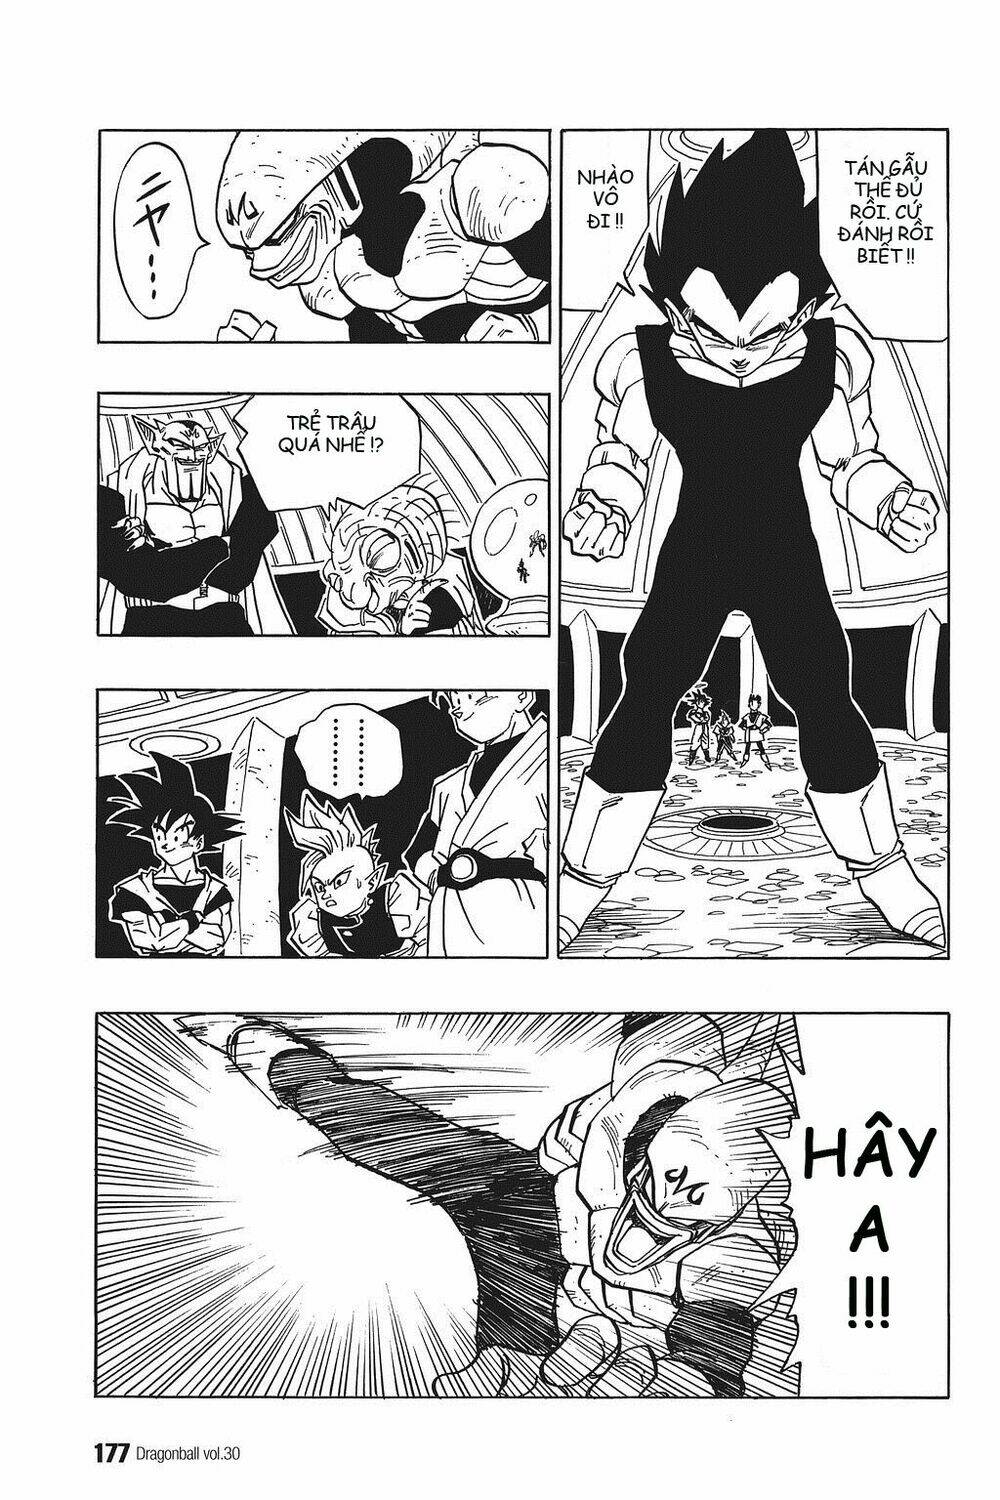 TÁN GẪU
THẾ ĐỦ
RỒI. CỨ
ĐÁNH RỒI
BIẾT!!
NHÀO
VÔ
ĐI!!
ニヤ...
TRẺ TRÂU
QUÁ NHỂ!?
......
HÂY
A
!!!
177 Dragonball vol.30